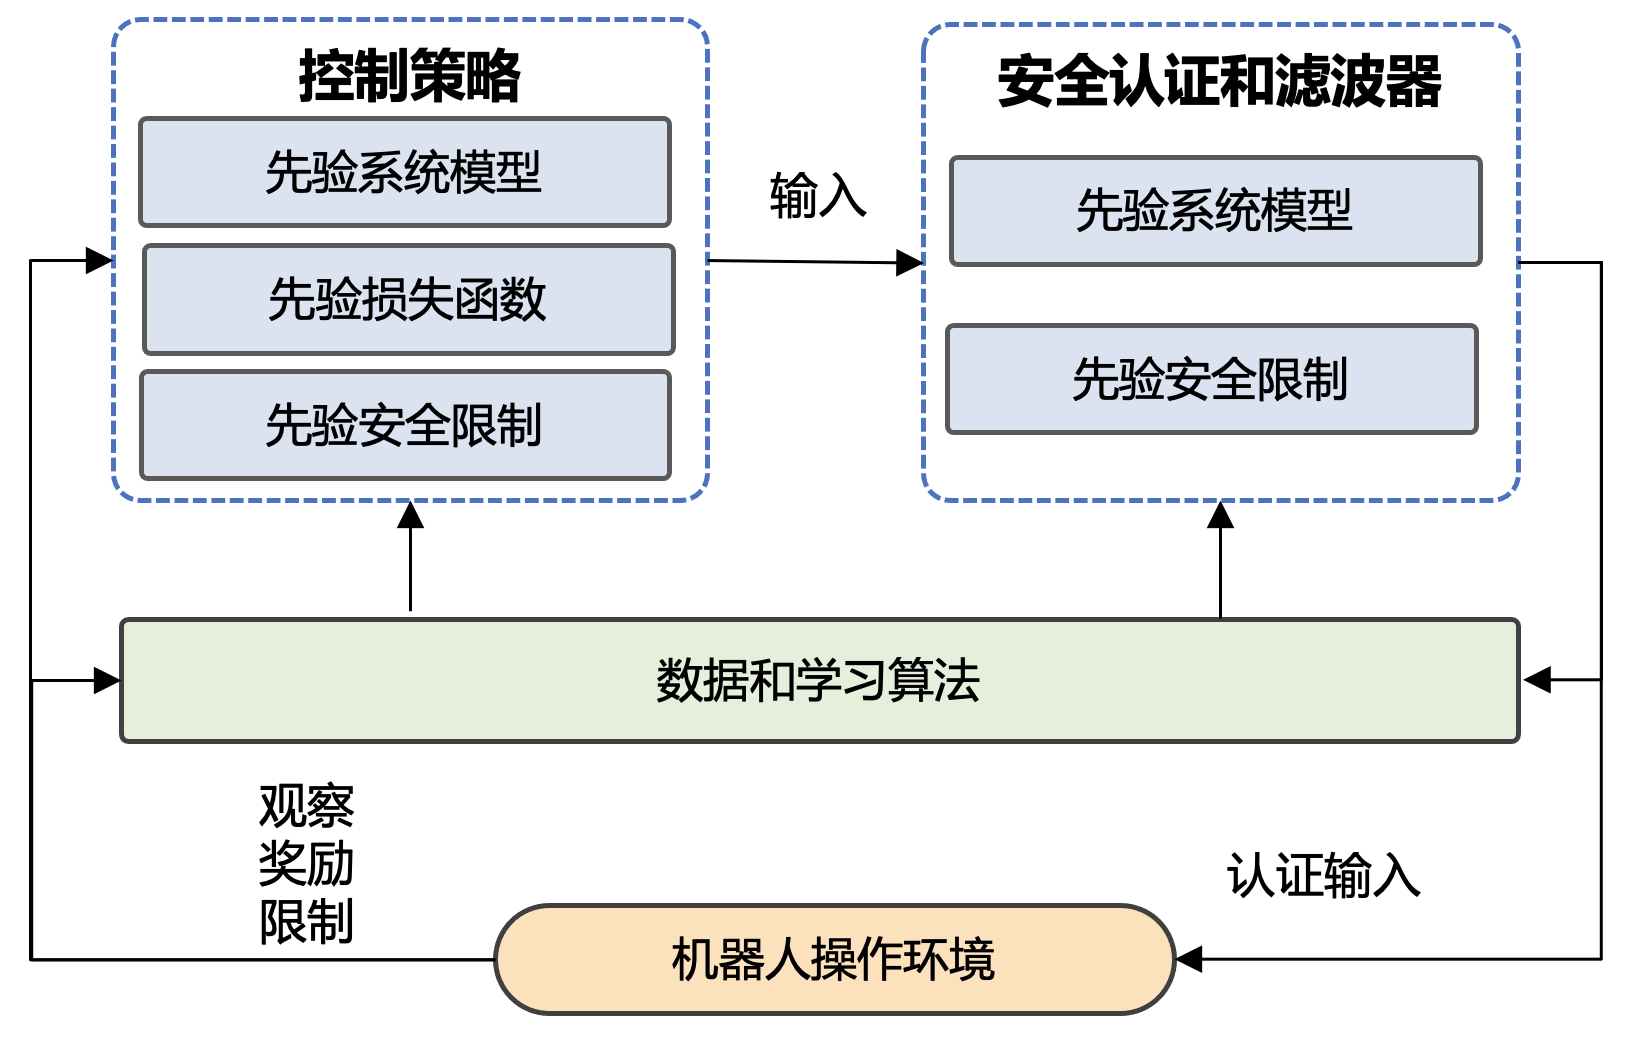 控制策略
先验系统模型
先验损失函数
先验安全限制
输入
安全认证和滤波器
先验系统模型
先验安全限制
数据和学习算法
观察
奖励
限制
认证输入
机器人操作环境